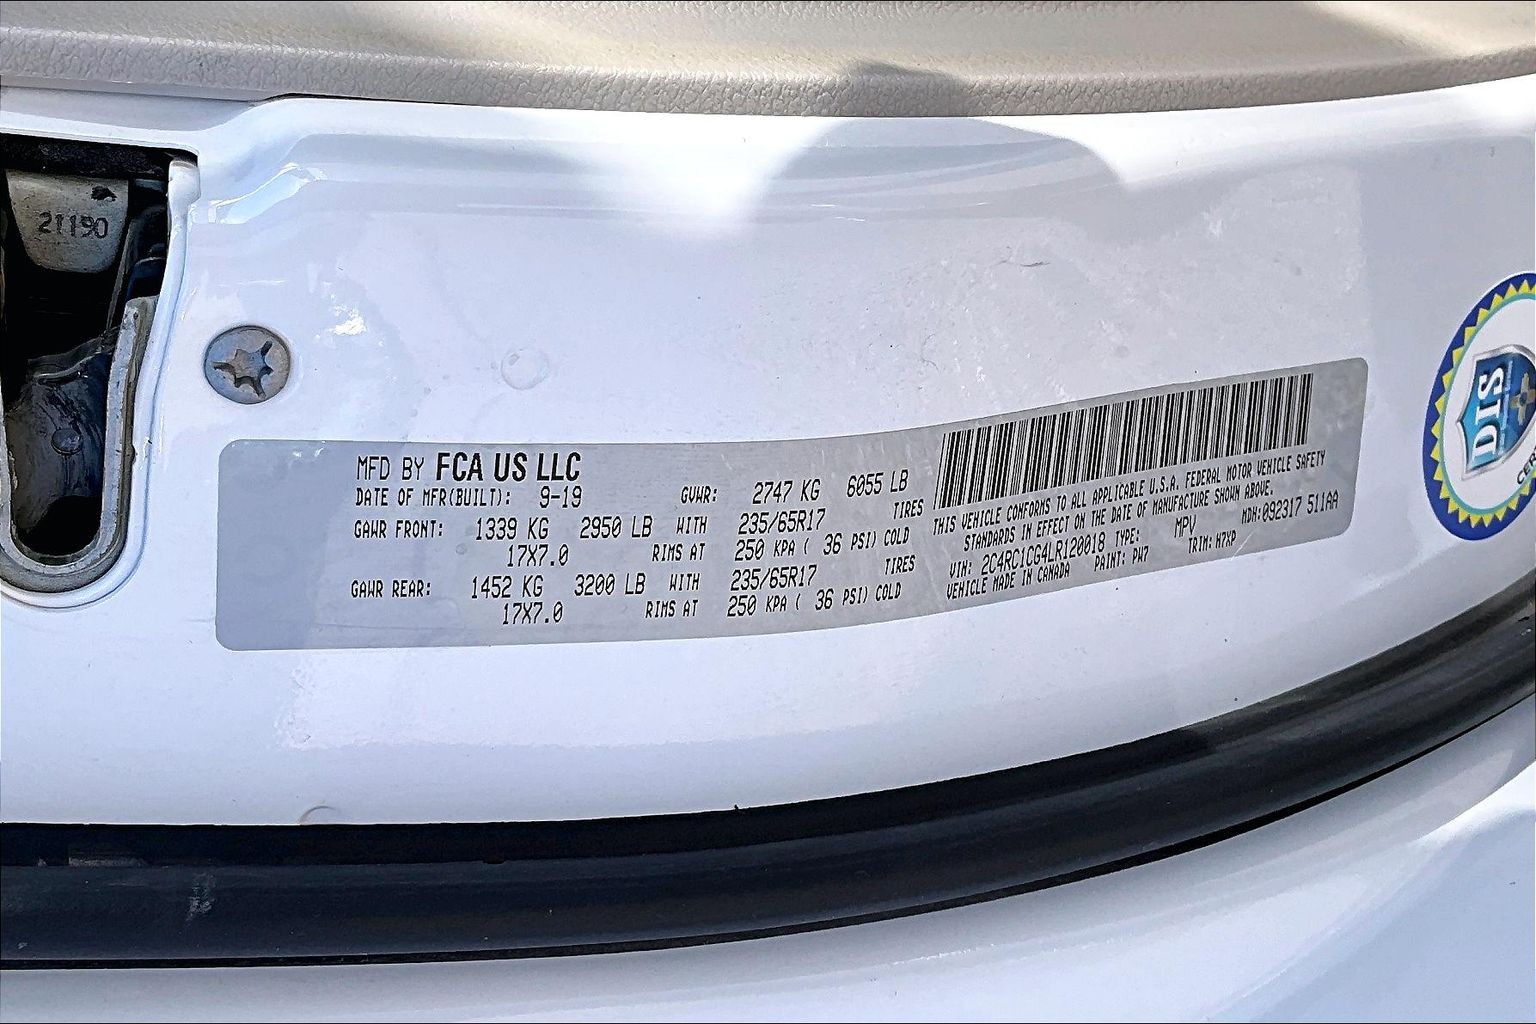 21190
MFD BY FCA US LLC
DATE OF MFR(BUILT): 9-19 GVWR: 2747 KG 6055 LB
GAWR FRONT: 1339 KG 2950 LB WITH 235/65R17 TIRES
17X7.0 RIMS AT 250 KPA ( 36 PSI) COLD
GAWR REAR: 1452 KG 3200 LB WITH 235/65R17 TIRES
17X7.0 RIMS AT 250 KPA ( 36 PSI) COLD
THIS VEHICLE CONFORMS TO ALL APPLICABLE U.S.A. FEDERAL MOTOR VEHICLE SAFETY
STANDARDS IN EFFECT ON THE DATE OF MANUFACTURE SHOWN ABOVE.
VIN: 2C4RC1CG4LR120018 TYPE: MPV MDH:092317 511AA
VEHICLE MADE IN CANADA PAINT: PW7 TRIM: H7XP
DIS